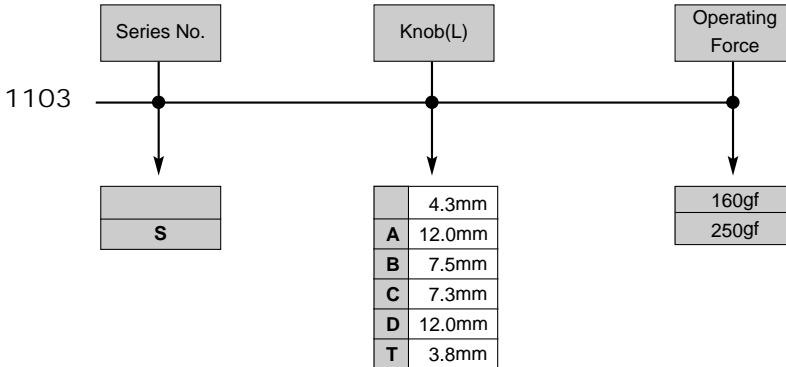 Series No.
Knob(L)
Operating
Force
1103
S
4.3mm
A 12.0mm
B 7.5mm
C 7.3mm
D 12.0mm
T 3.8mm
160gf
250gf